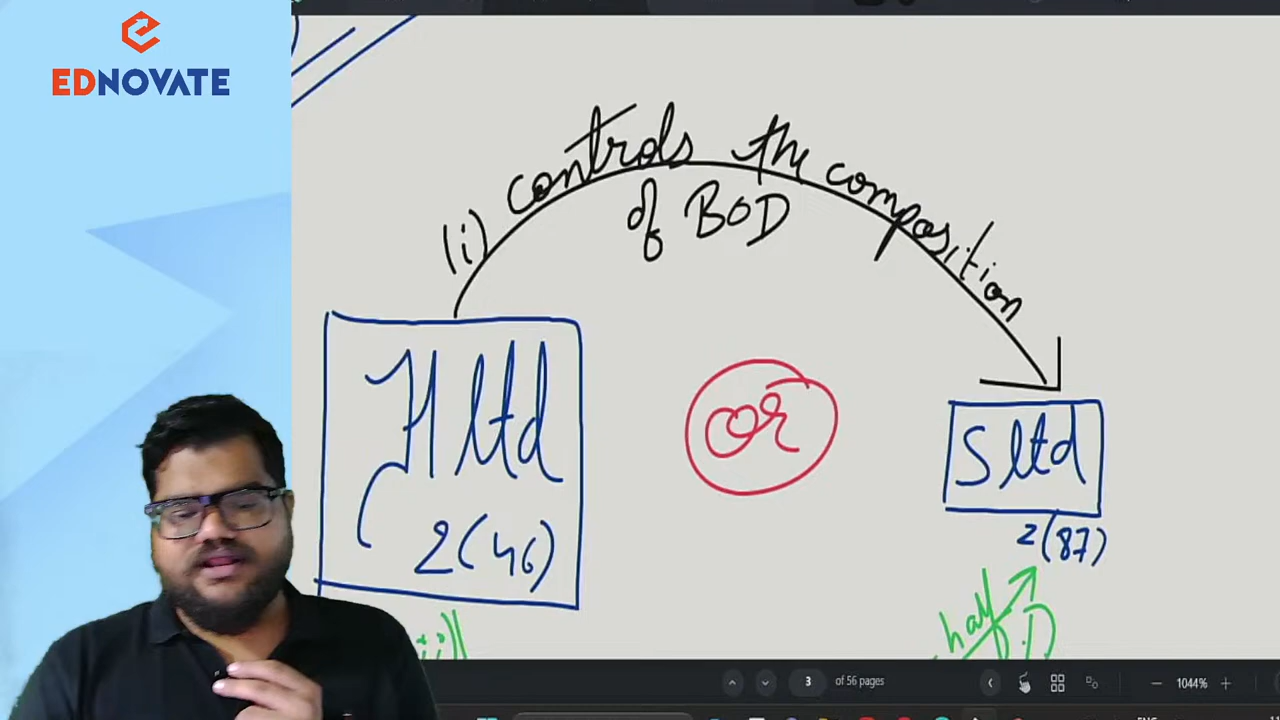 EDNOVATE
(i) controls the composition
of BOD
H ltd
2(46)
or
S ltd
2(87)
ii)
half
D
3 of 56 pages
1044%